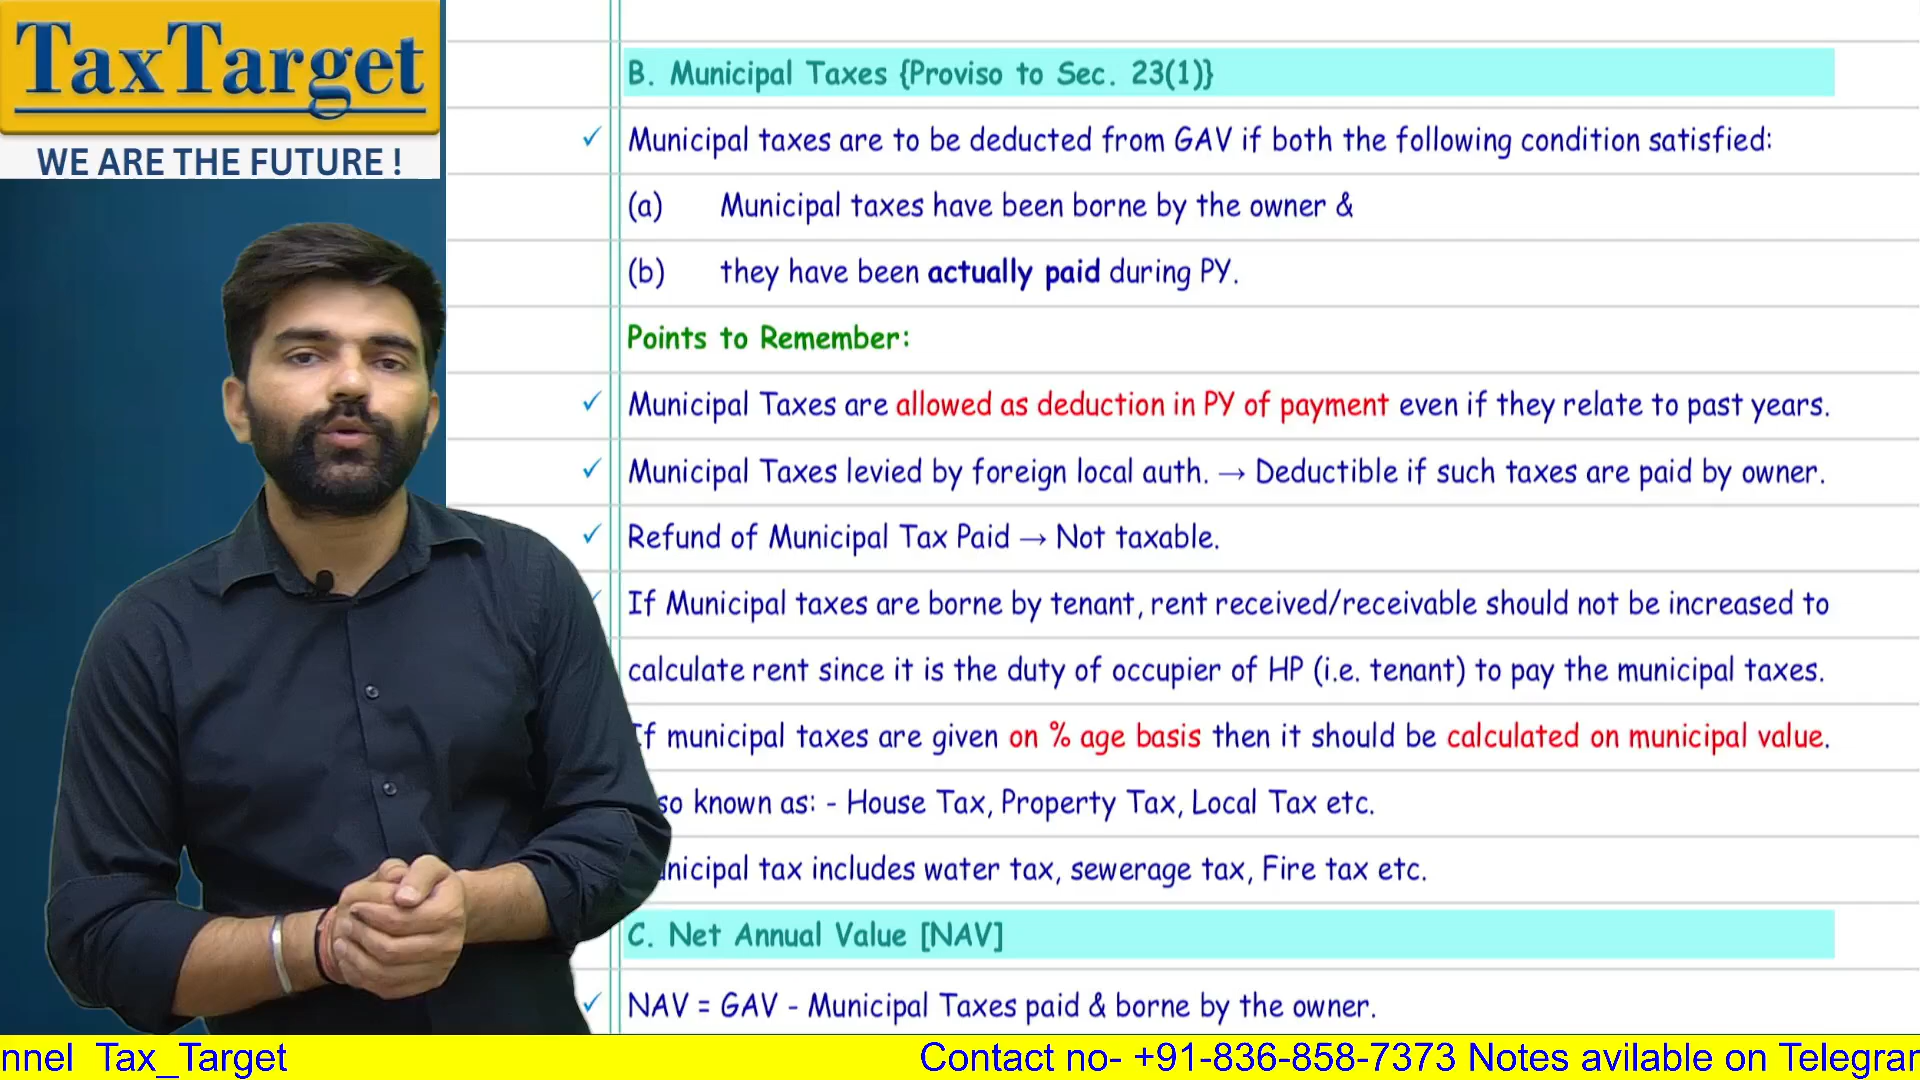 TaxTarget
WE ARE THE FUTURE !
B. Municipal Taxes {Proviso to Sec. 23(1)}
✓ Municipal taxes are to be deducted from GAV if both the following condition satisfied:
(a) Municipal taxes have been borne by the owner &
(b) they have been actually paid during PY.
Points to Remember:
✓ Municipal Taxes are allowed as deduction in PY of payment even if they relate to past years.
✓ Municipal Taxes levied by foreign local auth. → Deductible if such taxes are paid by owner.
✓ Refund of Municipal Tax Paid → Not taxable.
If Municipal taxes are borne by tenant, rent received/receivable should not be increased to
calculate rent since it is the duty of occupier of HP (i.e. tenant) to pay the municipal taxes.
If municipal taxes are given on % age basis then it should be calculated on municipal value.
so known as: - House Tax, Property Tax, Local Tax etc.
nicipal tax includes water tax, sewerage tax, Fire tax etc.
C. Net Annual Value [NAV]
✓ NAV = GAV - Municipal Taxes paid & borne by the owner.
nnel Tax_Target
Contact no- +91-836-858-7373 Notes avilable on Telegrar